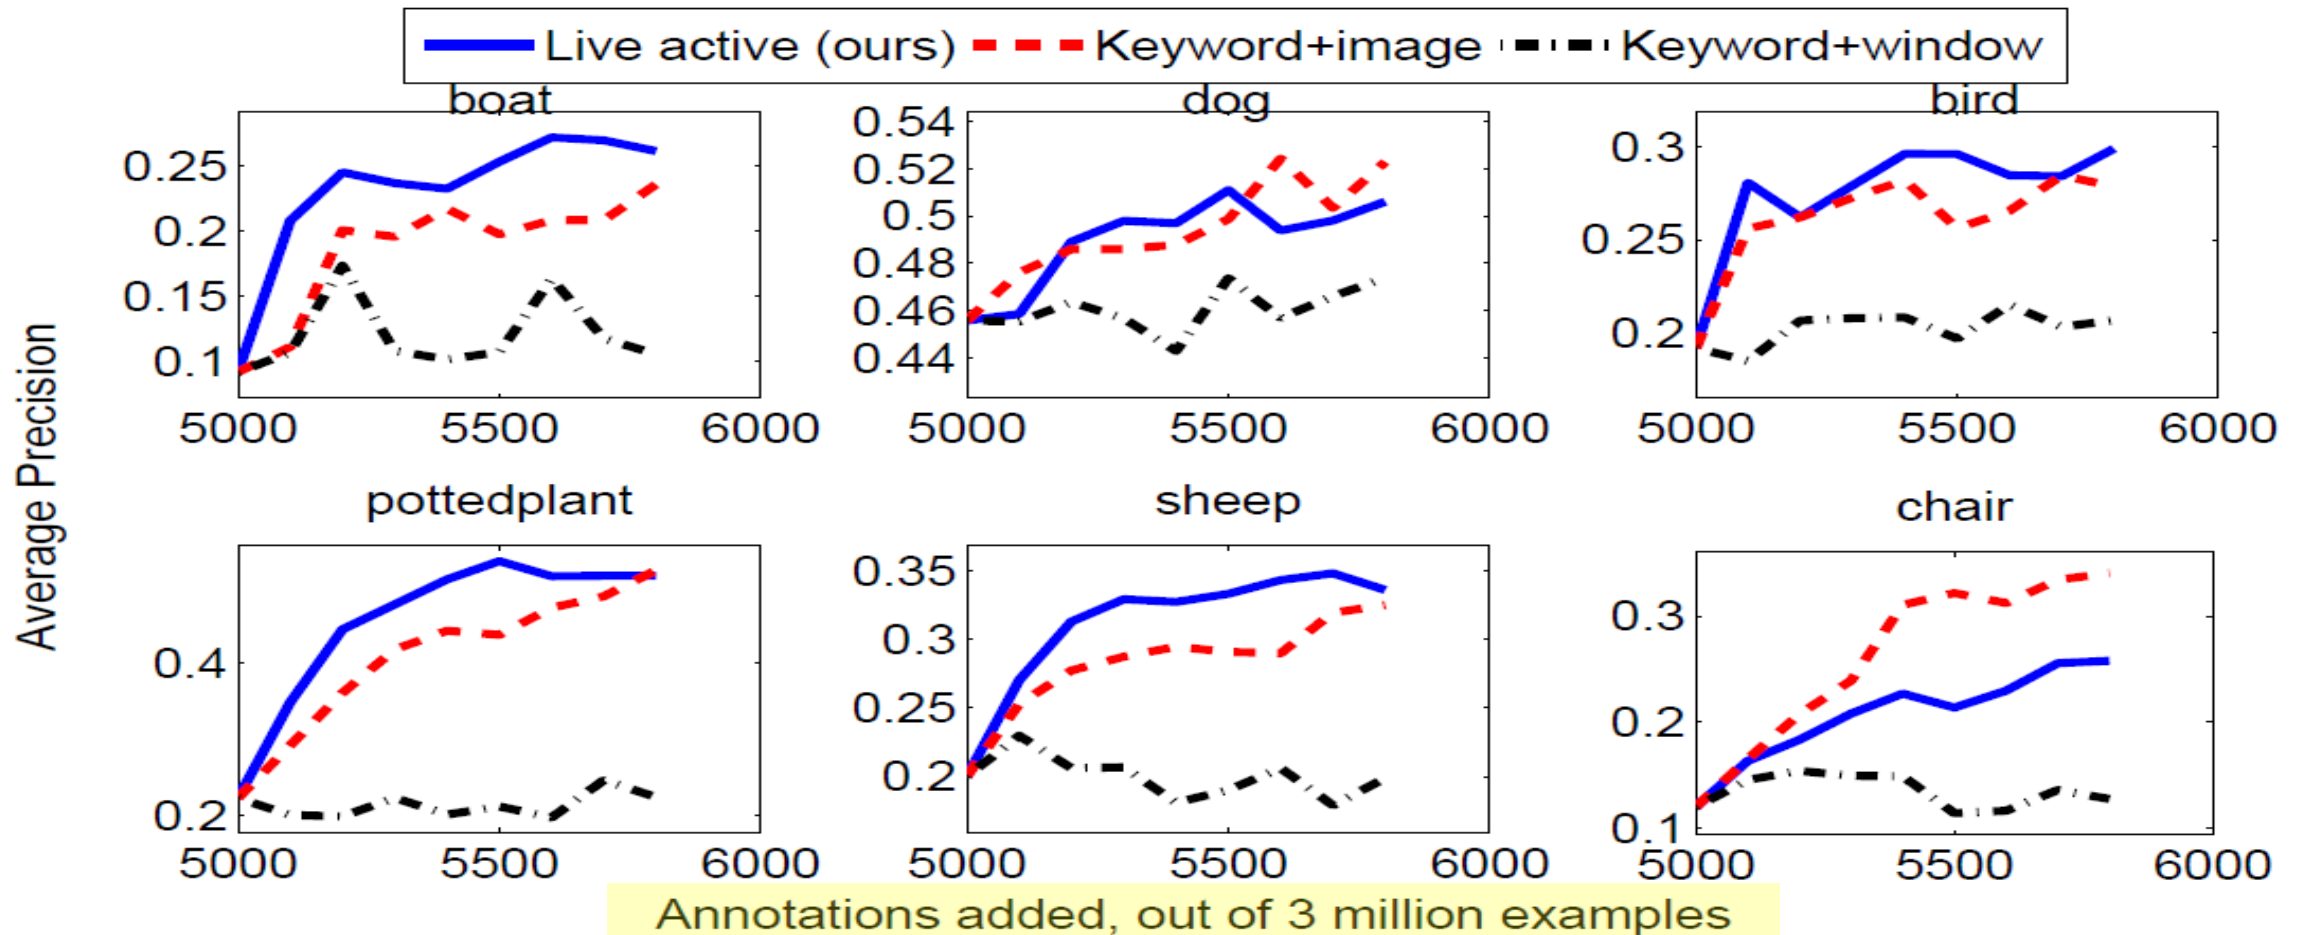 Live active (ours) Keyword+image Keyword+window
boat dog bird
0.25
0.2
0.15
0.1
5000 5500 6000
0.54
0.52
0.5
0.48
0.46
0.44
5000 5500 6000
0.3
0.25
0.2
5000 5500 6000
Average Precision
pottedplant sheep chair
0.4
0.2
5000 5500 6000
0.35
0.3
0.25
0.2
5000 5500 6000
0.3
0.2
0.1
5000 5500 6000
Annotations added, out of 3 million examples